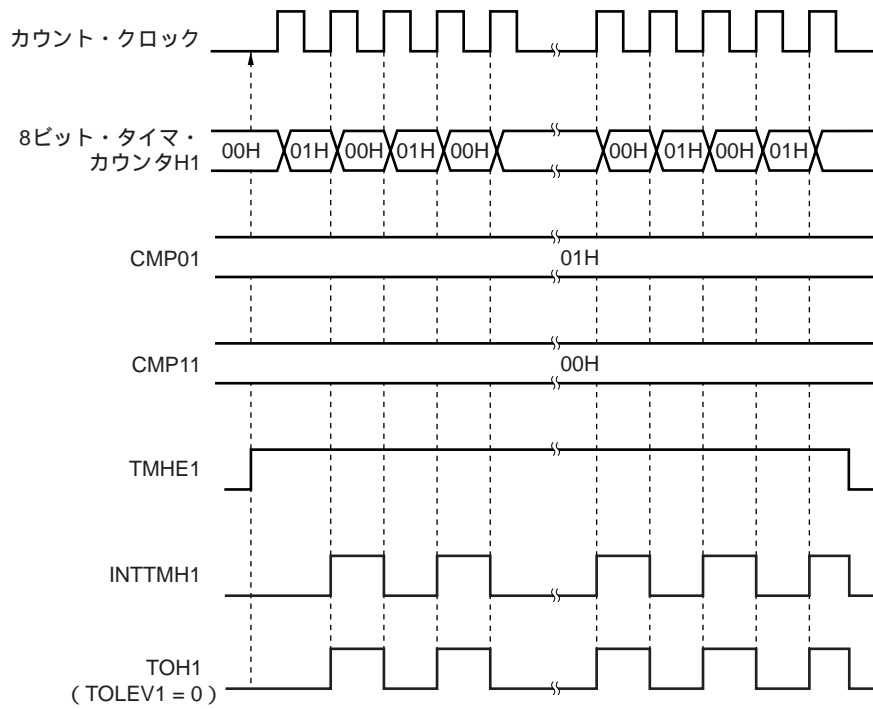 カウント・クロック
8ビット・タイマ・
カウンタH1
00H 01H 00H 01H 00H 00H 01H 00H 01H
CMP01
01H
CMP11
00H
TMHE1
INTTMH1
TOH1
(TOLEV1 = 0)